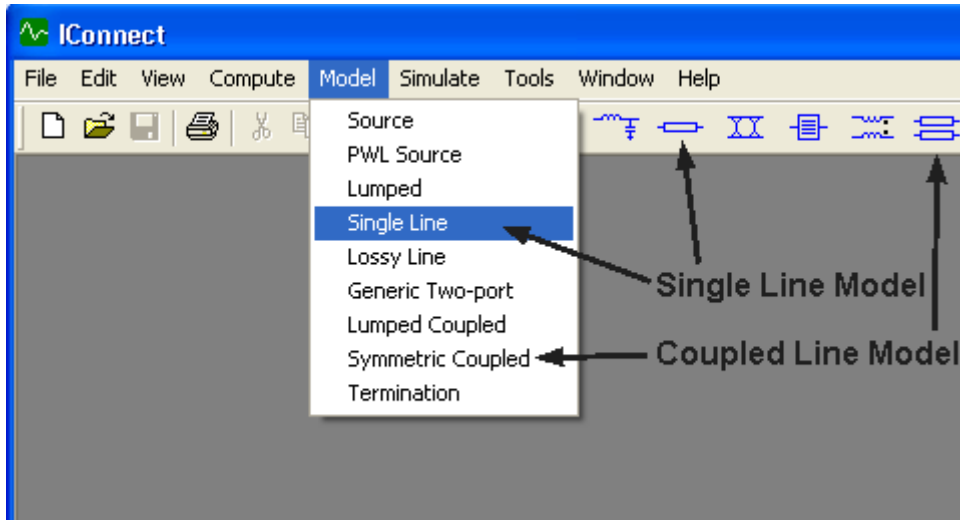 IConnect
File Edit View Compute Model Simulate Tools Window Help
Source
PWL Source
Lumped
Single Line
Lossy Line
Generic Two-port
Lumped Coupled
Symmetric Coupled
Termination
Single Line Model
Coupled Line Model